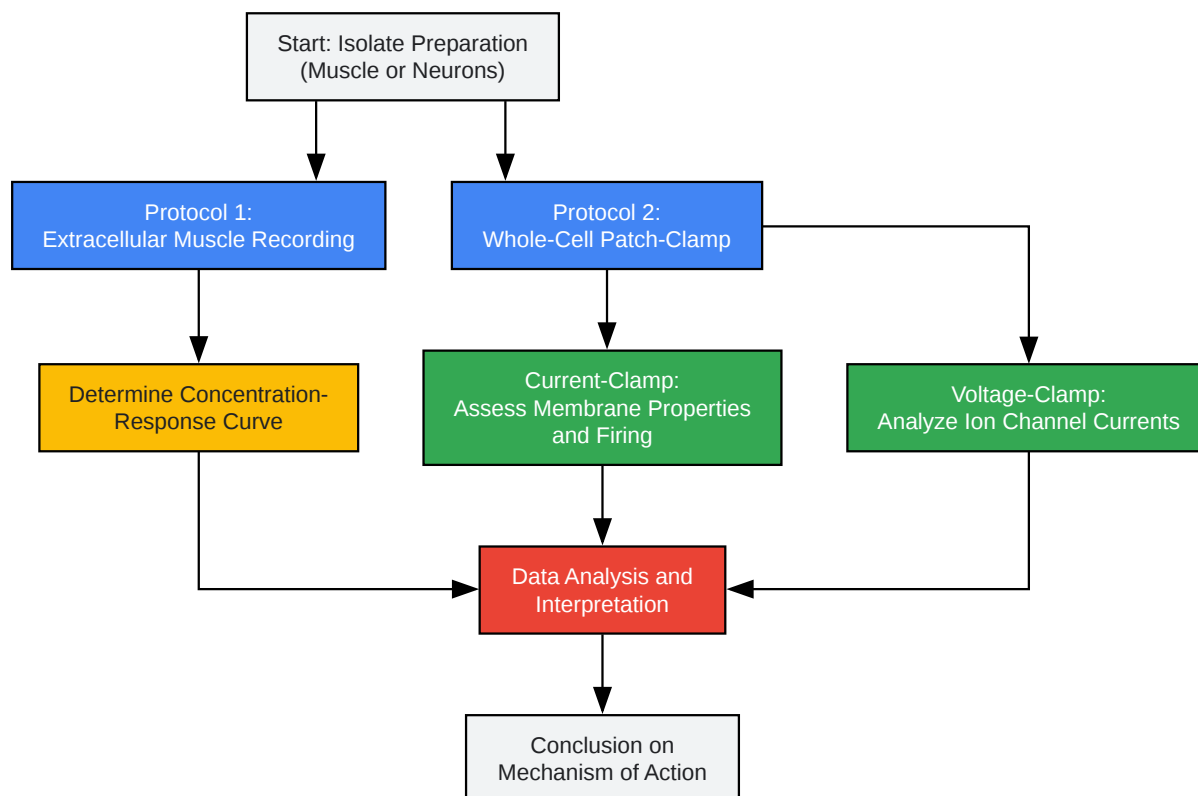 Start: Isolate Preparation
(Muscle or Neurons)
Protocol 1:
Extracellular Muscle Recording
Protocol 2:
Whole-Cell Patch-Clamp
Determine Concentration-
Response Curve
Current-Clamp:
Assess Membrane Properties
and Firing
Voltage-Clamp:
Analyze Ion Channel Currents
Data Analysis and
Interpretation
Conclusion on
Mechanism of Action